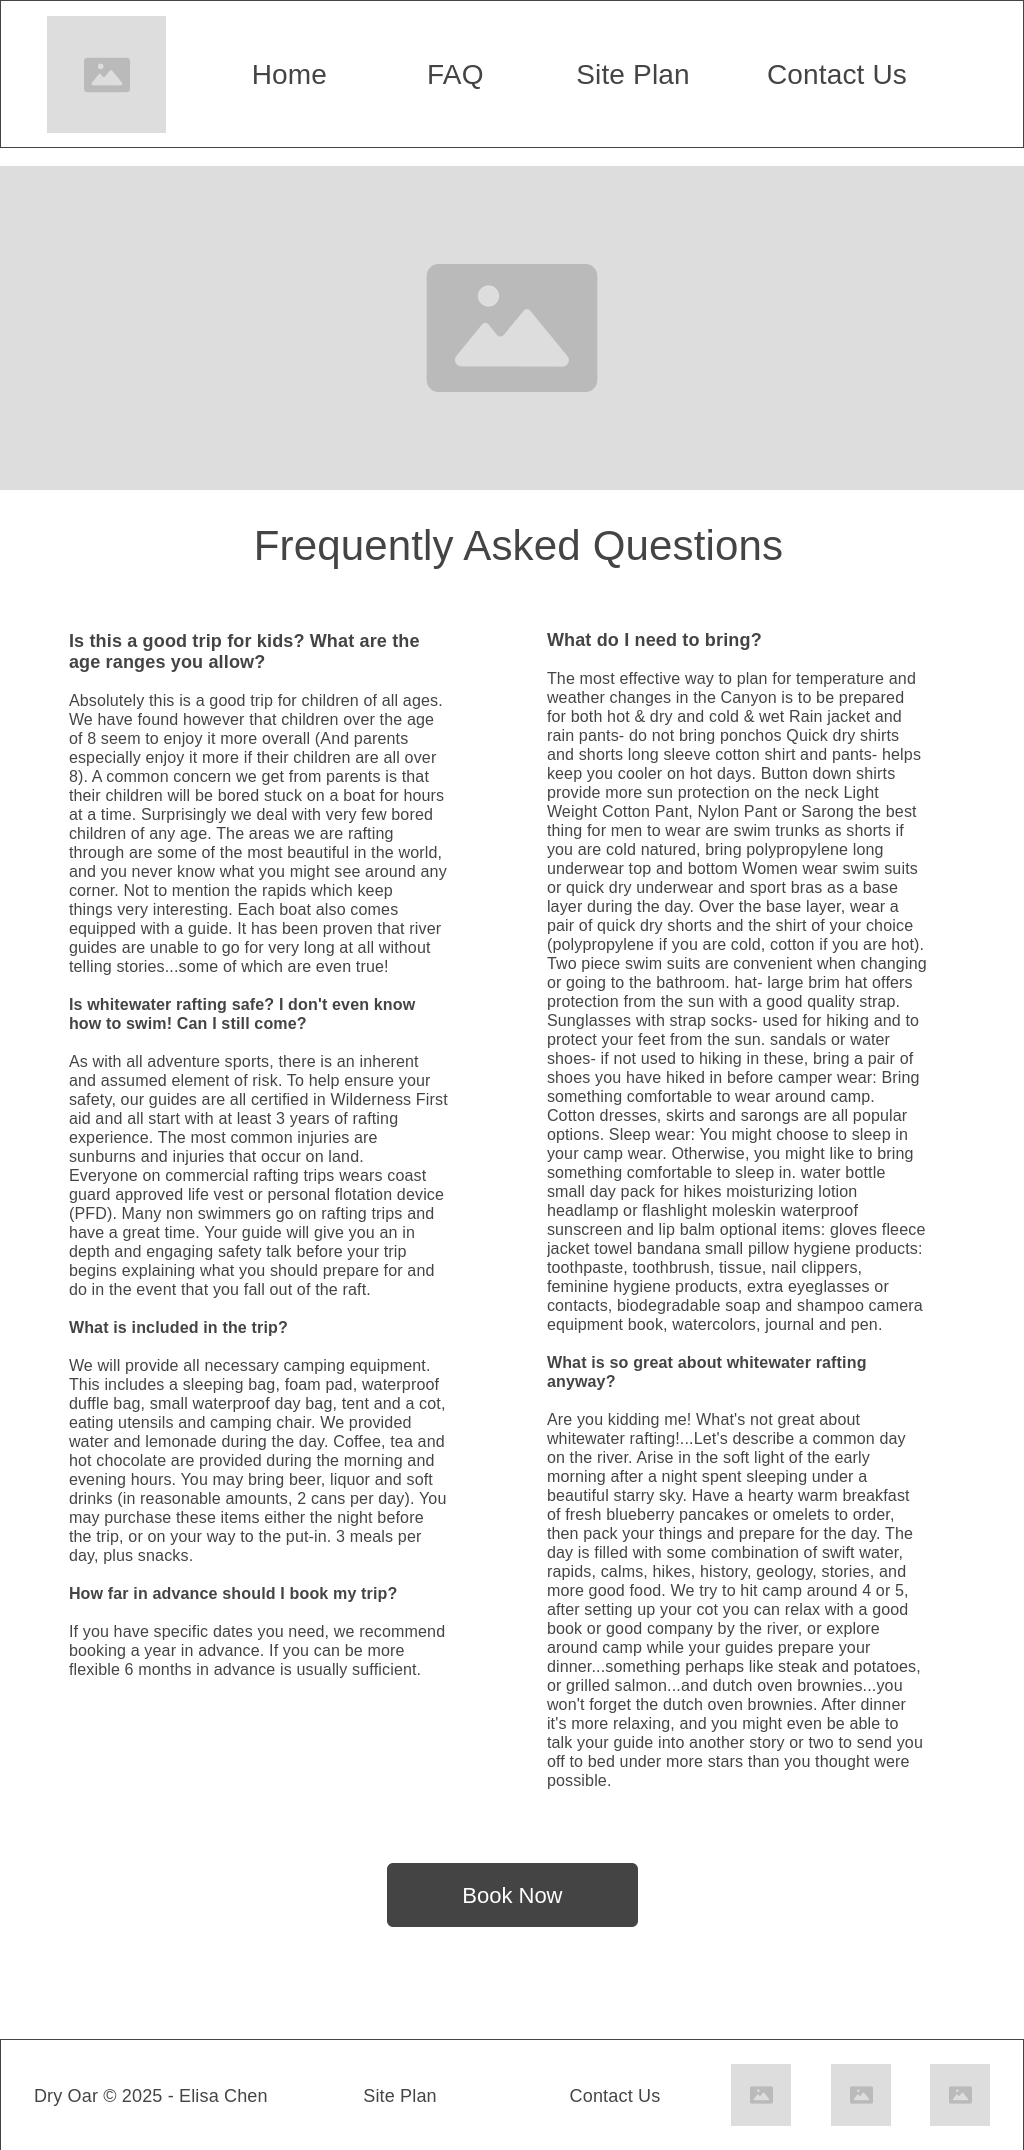 Home FAQ Site Plan Contact Us
Frequently Asked Questions
Is this a good trip for kids? What are the
age ranges you allow?
Absolutely this is a good trip for children of all ages.
We have found however that children over the age
of 8 seem to enjoy it more overall (And parents
especially enjoy it more if their children are all over
8). A common concern we get from parents is that
their children will be bored stuck on a boat for hours
at a time. Surprisingly we deal with very few bored
children of any age. The areas we are rafting
through are some of the most beautiful in the world,
and you never know what you might see around any
corner. Not to mention the rapids which keep
things very interesting. Each boat also comes
equipped with a guide. It has been proven that river
guides are unable to go for very long at all without
telling stories...some of which are even true!
Is whitewater rafting safe? I don't even know
how to swim! Can I still come?
As with all adventure sports, there is an inherent
and assumed element of risk. To help ensure your
safety, our guides are all certified in Wilderness First
aid and all start with at least 3 years of rafting
experience. The most common injuries are
sunburns and injuries that occur on land.
Everyone on commercial rafting trips wears coast
guard approved life vest or personal flotation device
(PFD). Many non swimmers go on rafting trips and
have a great time. Your guide will give you an in
depth and engaging safety talk before your trip
begins explaining what you should prepare for and
do in the event that you fall out of the raft.
What is included in the trip?
We will provide all necessary camping equipment.
This includes a sleeping bag, foam pad, waterproof
duffle bag, small waterproof day bag, tent and a cot,
eating utensils and camping chair. We provided
water and lemonade during the day. Coffee, tea and
hot chocolate are provided during the morning and
evening hours. You may bring beer, liquor and soft
drinks (in reasonable amounts, 2 cans per day). You
may purchase these items either the night before
the trip, or on your way to the put-in. 3 meals per
day, plus snacks.
How far in advance should I book my trip?
If you have specific dates you need, we recommend
booking a year in advance. If you can be more
flexible 6 months in advance is usually sufficient.
What do I need to bring?
The most effective way to plan for temperature and
weather changes in the Canyon is to be prepared
for both hot & dry and cold & wet Rain jacket and
rain pants- do not bring ponchos Quick dry shirts
and shorts long sleeve cotton shirt and pants- helps
keep you cooler on hot days. Button down shirts
provide more sun protection on the neck Light
Weight Cotton Pant, Nylon Pant or Sarong the best
thing for men to wear are swim trunks as shorts if
you are cold natured, bring polypropylene long
underwear top and bottom Women wear swim suits
or quick dry underwear and sport bras as a base
layer during the day. Over the base layer, wear a
pair of quick dry shorts and the shirt of your choice
(polypropylene if you are cold, cotton if you are hot).
Two piece swim suits are convenient when changing
or going to the bathroom. hat- large brim hat offers
protection from the sun with a good quality strap.
Sunglasses with strap socks- used for hiking and to
protect your feet from the sun. sandals or water
shoes- if not used to hiking in these, bring a pair of
shoes you have hiked in before camper wear: Bring
something comfortable to wear around camp.
Cotton dresses, skirts and sarongs are all popular
options. Sleep wear: You might choose to sleep in
your camp wear. Otherwise, you might like to bring
something comfortable to sleep in. water bottle
small day pack for hikes moisturizing lotion
headlamp or flashlight moleskin waterproof
sunscreen and lip balm optional items: gloves fleece
jacket towel bandana small pillow hygiene products:
toothpaste, toothbrush, tissue, nail clippers,
feminine hygiene products, extra eyeglasses or
contacts, biodegradable soap and shampoo camera
equipment book, watercolors, journal and pen.
What is so great about whitewater rafting
anyway?
Are you kidding me! What's not great about
whitewater rafting!...Let's describe a common day
on the river. Arise in the soft light of the early
morning after a night spent sleeping under a
beautiful starry sky. Have a hearty warm breakfast
of fresh blueberry pancakes or omelets to order,
then pack your things and prepare for the day. The
day is filled with some combination of swift water,
rapids, calms, hikes, history, geology, stories, and
more good food. We try to hit camp around 4 or 5,
after setting up your cot you can relax with a good
book or good company by the river, or explore
around camp while your guides prepare your
dinner...something perhaps like steak and potatoes,
or grilled salmon...and dutch oven brownies...you
won't forget the dutch oven brownies. After dinner
it's more relaxing, and you might even be able to
talk your guide into another story or two to send you
off to bed under more stars than you thought were
possible.
Book Now
Dry Oar © 2025 - Elisa Chen Site Plan Contact Us